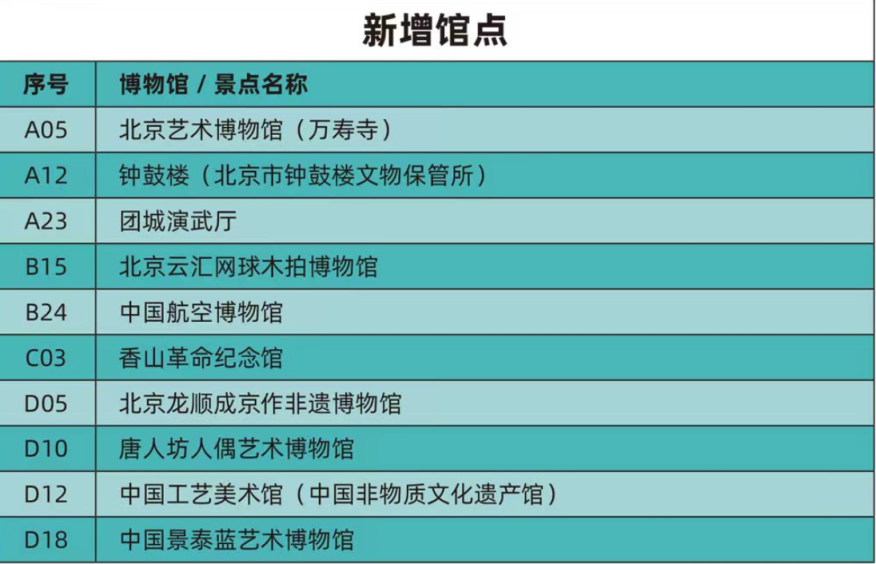 新增馆点
序号 博物馆 / 景点名称
A05 北京艺术博物馆（万寿寺）
A12 钟鼓楼（北京市钟鼓楼文物保管所）
A23 团城演武厅
B15 北京云汇网球木拍博物馆
B24 中国航空博物馆
C03 香山革命纪念馆
D05 北京龙顺成京作非遗博物馆
D10 唐人坊人偶艺术博物馆
D12 中国工艺美术馆（中国非物质文化遗产馆）
D18 中国景泰蓝艺术博物馆